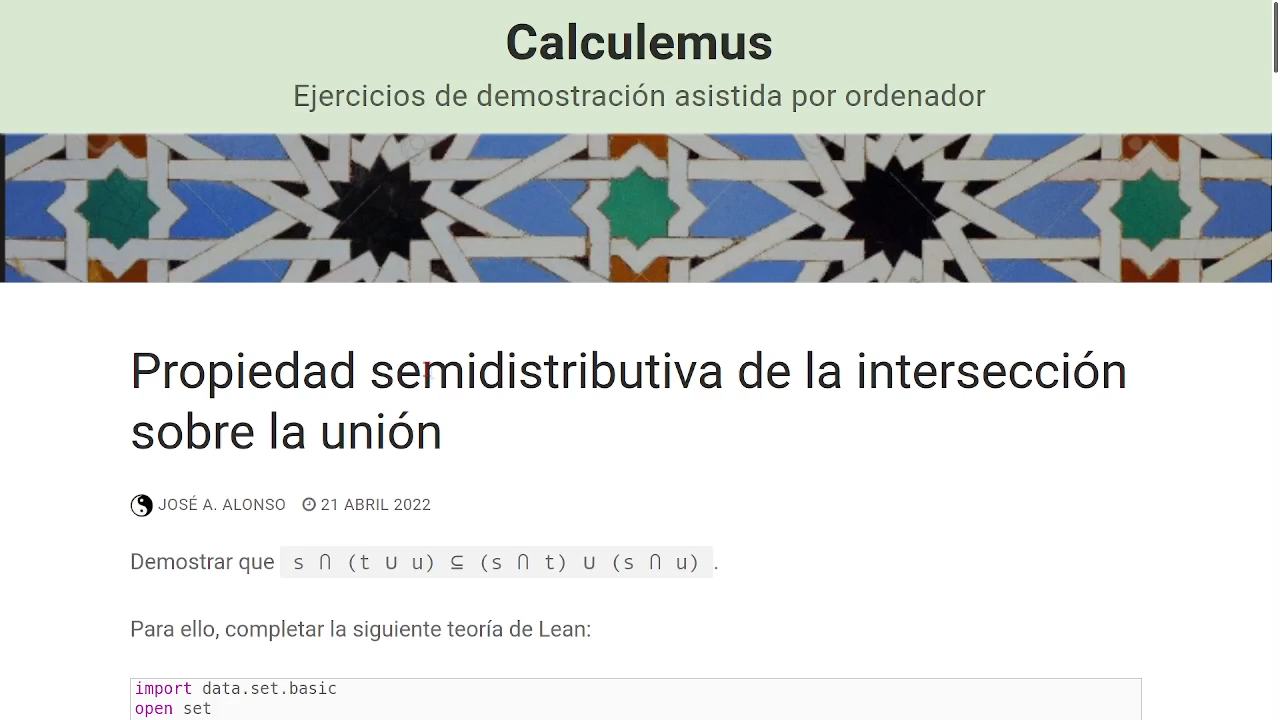 Calculemus
Ejercicios de demostración asistida por ordenador
Propiedad semidistributiva de la intersección
sobre la unión
JOSÉ A. ALONSO 21 ABRIL 2022
Demostrar que s ∩ (t ∪ u) ⊆ (s ∩ t) ∪ (s ∩ u) .
Para ello, completar la siguiente teoría de Lean:
import data.set.basic
open set